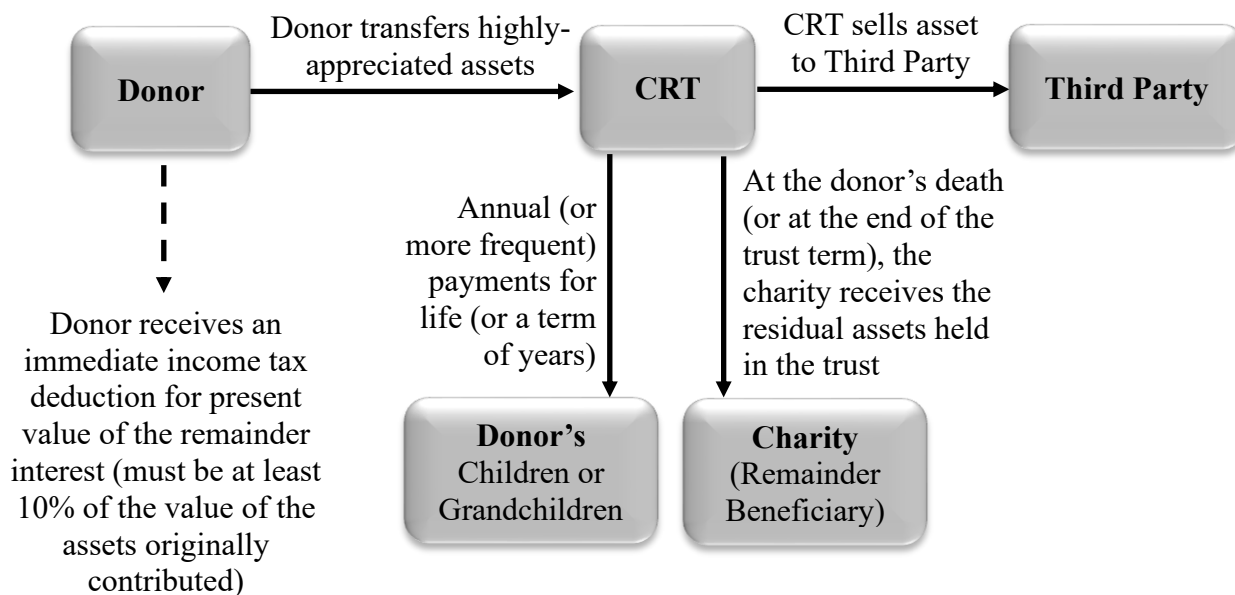 Donor
Donor transfers highly-
appreciated assets
CRT
CRT sells asset
to Third Party
Third Party
Donor receives an
immediate income tax
deduction for present
value of the remainder
interest (must be at least
10% of the value of the
assets originally
contributed)
Annual (or
more frequent)
payments for
life (or a term
of years)
At the donor’s death
(or at the end of the
trust term), the
charity receives the
residual assets held
in the trust
Donor’s
Children or
Grandchildren
Charity
(Remainder
Beneficiary)